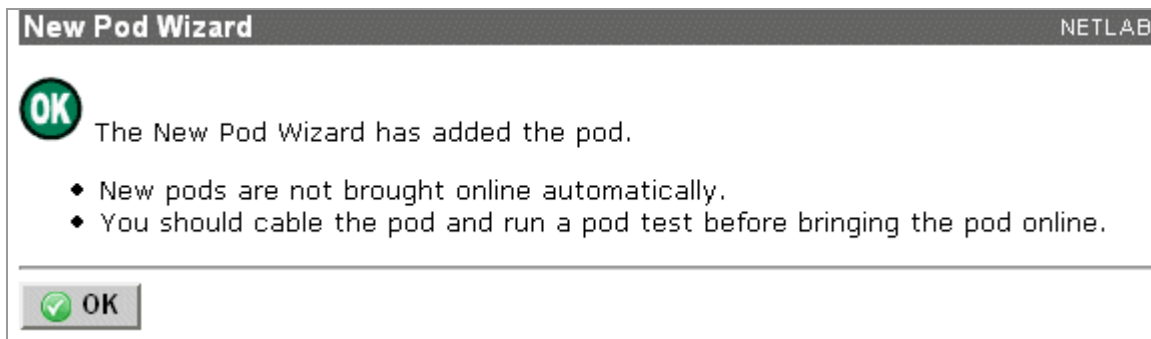 New Pod Wizard NETLAB
OK The New Pod Wizard has added the pod.
• New pods are not brought online automatically.
• You should cable the pod and run a pod test before bringing the pod online.
OK